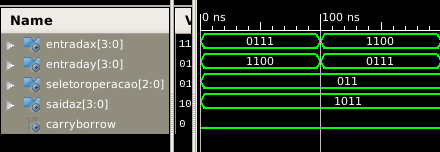 Name V 0 ns 100 ns
entradax[3:0] 11 0111 1100
entraday[3:0] 01 1100 0111
seletoroperacao[2:0] 01 011
saidaz[3:0] 10 1011
carryborrow 0